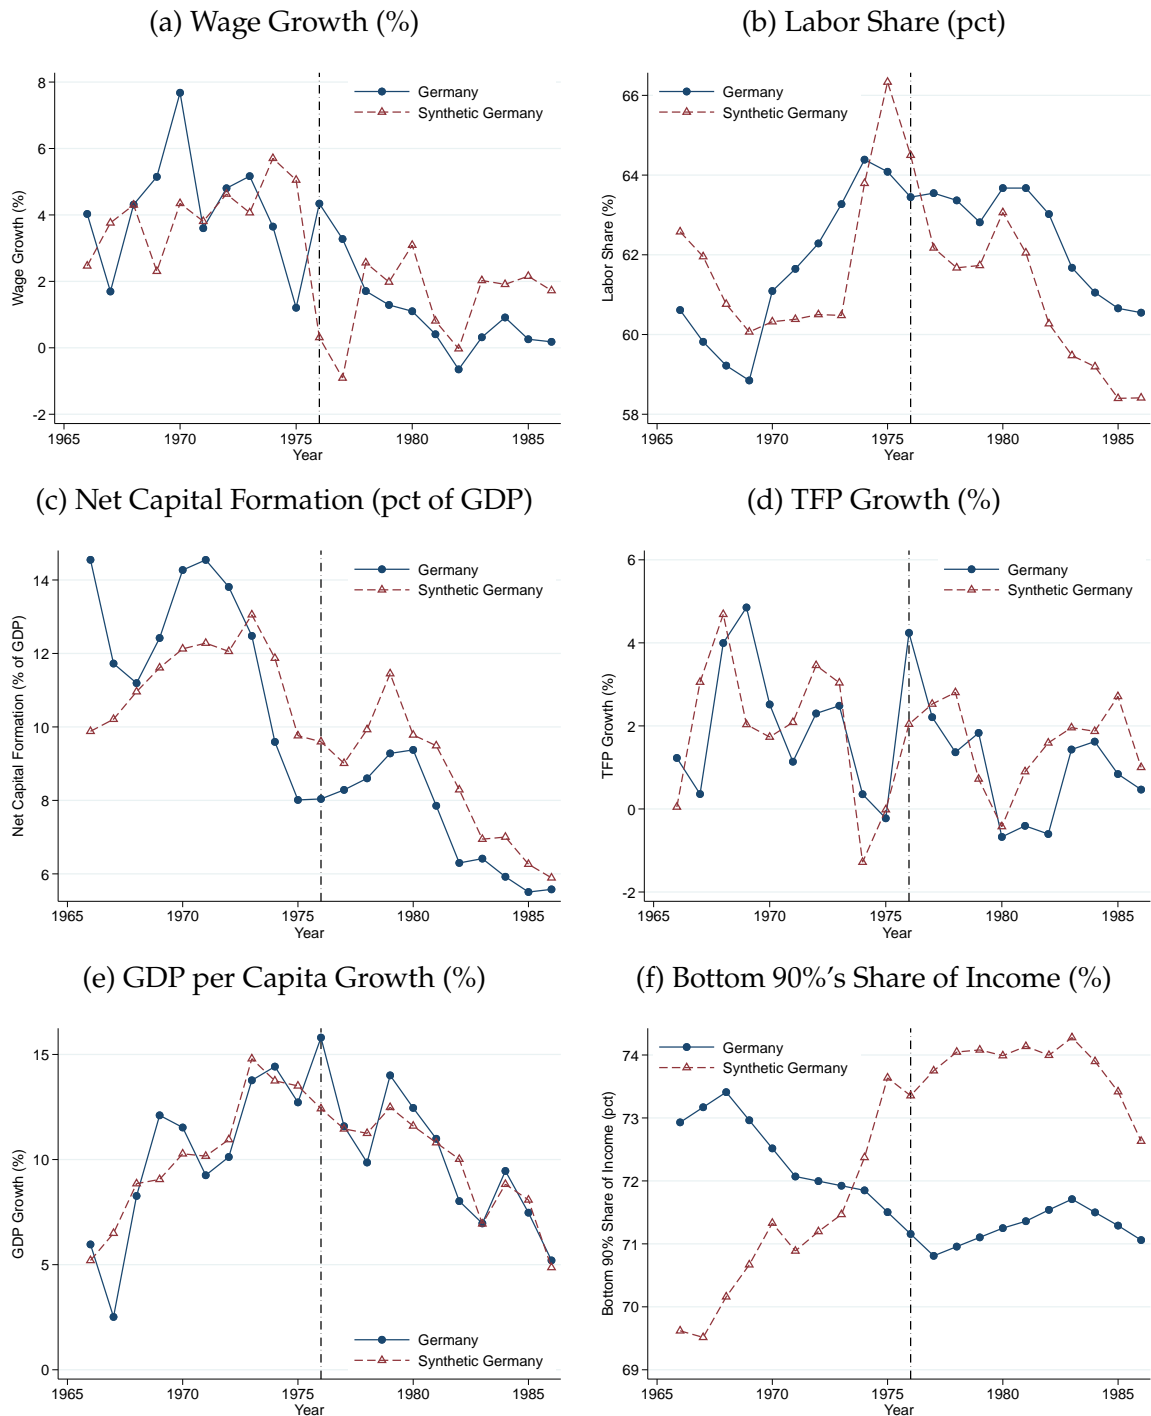 (a) Wage Growth (%)
Germany
Synthetic Germany
Wage Growth (%)
8
6
4
2
0
-2
1965 1970 1975 1980 1985
Year
(b) Labor Share (pct)
Germany
Synthetic Germany
Labor Share (%)
66
64
62
60
58
1965 1970 1975 1980 1985
Year
(c) Net Capital Formation (pct of GDP)
Germany
Synthetic Germany
Net Capital Formation (% of GDP)
14
12
10
8
6
1965 1970 1975 1980 1985
Year
(d) TFP Growth (%)
Germany
Synthetic Germany
TFP Growth (%)
6
4
2
0
-2
1965 1970 1975 1980 1985
Year
(e) GDP per Capita Growth (%)
GDP Growth (%)
15
10
5
0
Germany
Synthetic Germany
1965 1970 1975 1980 1985
Year
(f) Bottom 90%'s Share of Income (%)
Germany
Synthetic Germany
Bottom 90% Share of Income (pct)
74
73
72
71
70
69
1965 1970 1975 1980 1985
Year